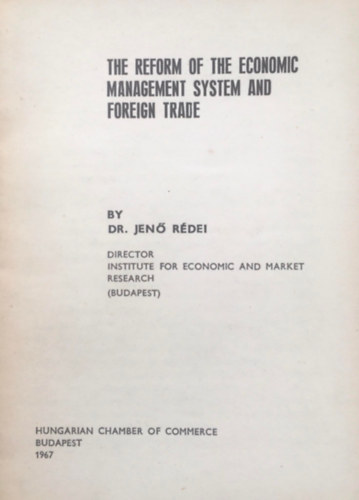 THE REFORM OF THE ECONOMIC
MANAGEMENT SYSTEM AND
FOREIGN TRADE
BY
DR. JENŐ RÉDEI
DIRECTOR
INSTITUTE FOR ECONOMIC AND MARKET
RESEARCH
(BUDAPEST)
HUNGARIAN CHAMBER OF COMMERCE
BUDAPEST
1967